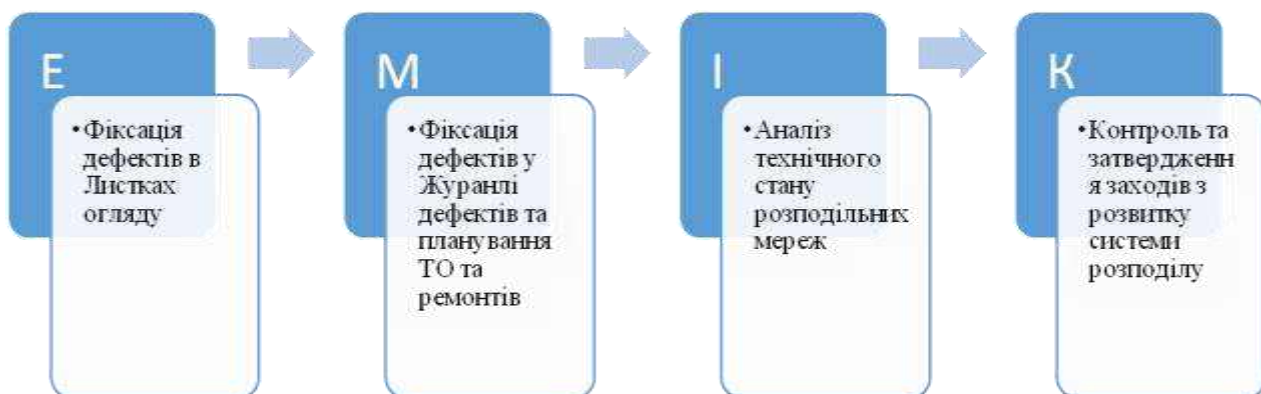 Е
• Фіксація
дефектів в
Листках
огляду
М
• Фіксація
дефектів у
Журанлі
дефектів та
планування
ТО та
ремонтів
І
• Аналіз
технічного
стану
розподільних
мереж
К
• Контроль та
затвердженн
я заходів з
розвитку
системи
розподілу